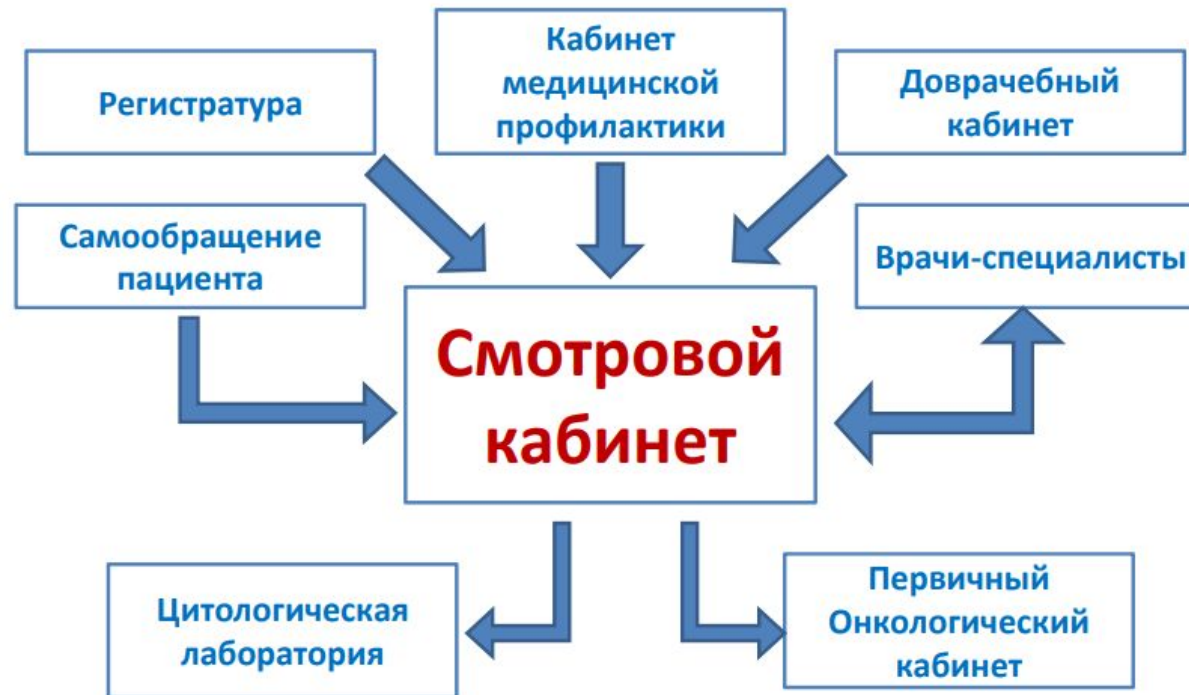 Регистратура
Кабинет
медицинской
профилактики
Доврачебный
кабинет
Самообращение
пациента
Врачи-специалисты
Смотровой
кабинет
Цитологическая
лаборатория
Первичный
Онкологический
кабинет